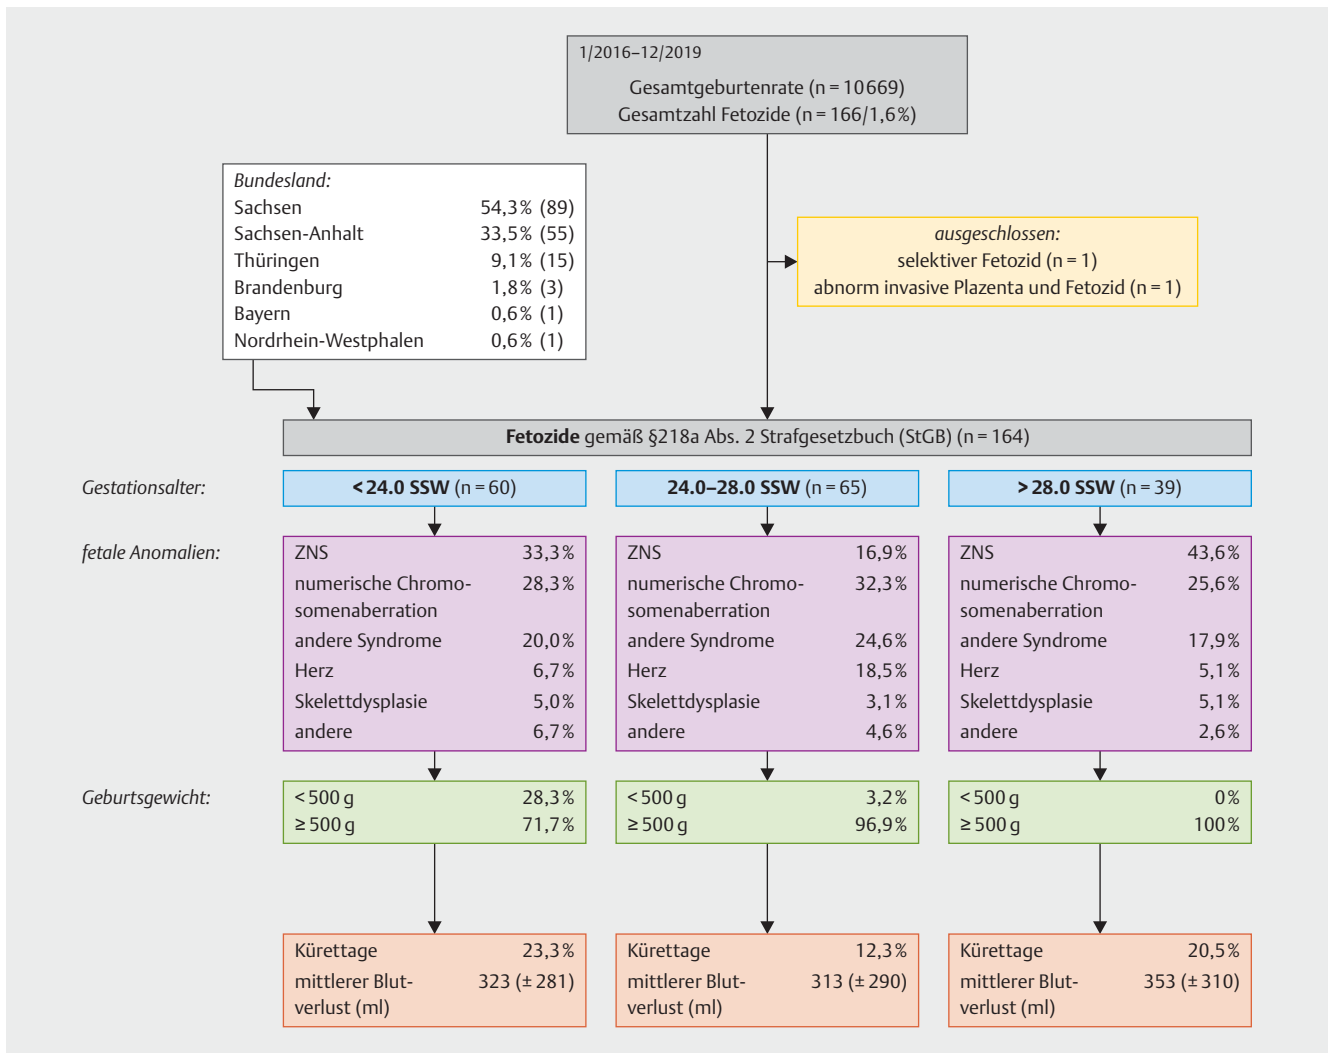 1/2016–12/2019
Gesamtgeburtenrate (n = 10 669)
Gesamtzahl Fetozide (n = 166/1,6 %)
Bundesland:
Sachsen 54,3 % (89)
Sachsen-Anhalt 33,5 % (55)
Thüringen 9,1 % (15)
Brandenburg 1,8 % (3)
Bayern 0,6 % (1)
Nordrhein-Westphalen 0,6 % (1)
ausgeschlossen:
selektiver Fetozid (n = 1)
abnorm invasive Plazenta und Fetozid (n = 1)
Fetozide gemäß §218a Abs. 2 Strafgesetzbuch (StGB) (n = 164)
Gestationsalter:
< 24.0 SSW (n = 60)
24.0–28.0 SSW (n = 65)
> 28.0 SSW (n = 39)
fetale Anomalien:
ZNS 33,3 %
numerische Chromo- 28,3 %
somenaberration
andere Syndrome 20,0 %
Herz 6,7 %
Skelettdysplasie 5,0 %
andere 6,7 %
ZNS 16,9 %
numerische Chromo- 32,3 %
somenaberration
andere Syndrome 24,6 %
Herz 18,5 %
Skelettdysplasie 3,1 %
andere 4,6 %
ZNS 43,6 %
numerische Chromo- 25,6 %
somenaberration
andere Syndrome 17,9 %
Herz 5,1 %
Skelettdysplasie 5,1 %
andere 2,6 %
Geburtsgewicht:
< 500 g 28,3 %
≥ 500 g 71,7 %
< 500 g 3,2 %
≥ 500 g 96,9 %
< 500 g 0 %
≥ 500 g 100 %
Kürettage 23,3 %
mittlerer Blut- 323 (± 281)
verlust (ml)
Kürettage 12,3 %
mittlerer Blut- 313 (± 290)
verlust (ml)
Kürettage 20,5 %
mittlerer Blut- 353 (± 310)
verlust (ml)